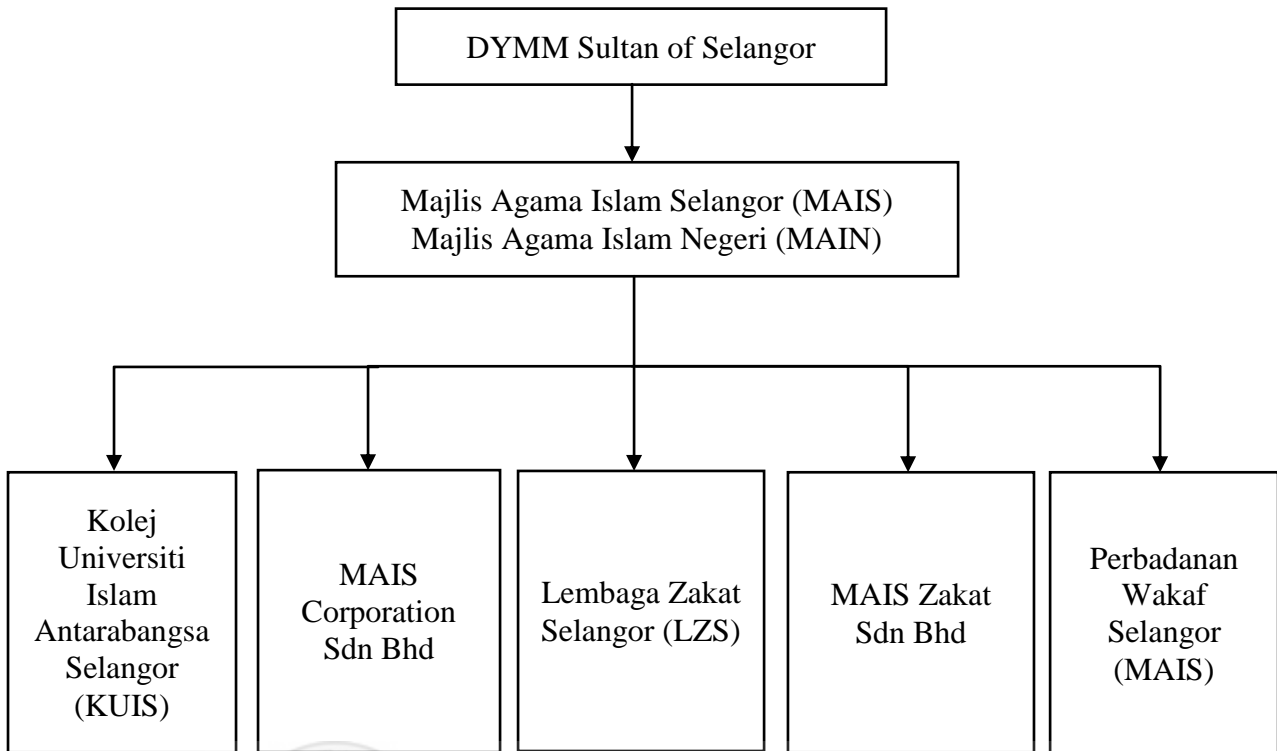 DYMM Sultan of Selangor
Majlis Agama Islam Selangor (MAIS)
Majlis Agama Islam Negeri (MAIN)
Kolej
Universiti
Islam
Antarabangsa
Selangor
(KUIS)
MAIS
Corporation
Sdn Bhd
Lembaga Zakat
Selangor (LZS)
MAIS Zakat
Sdn Bhd
Perbadanan
Wakaf
Selangor
(MAIS)